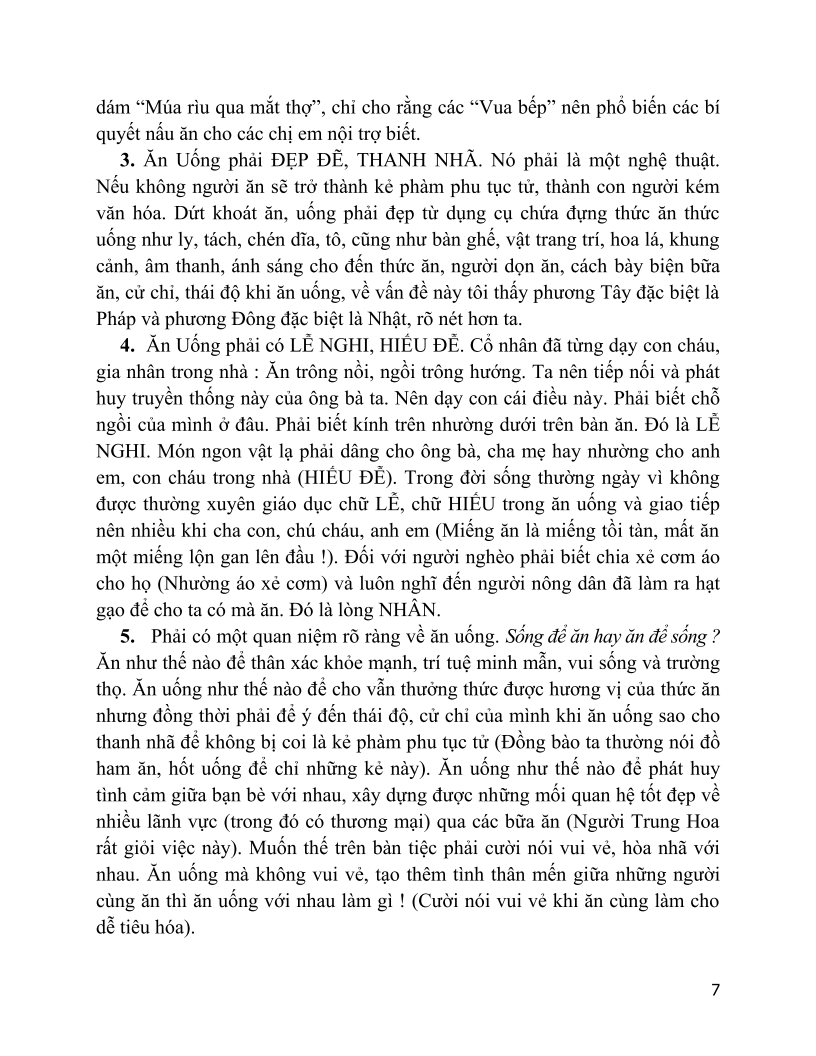 dám “Múa rìu qua mắt thợ”, chỉ cho rằng các “Vua bếp” nên phổ biến các bí
quyết nấu ăn cho các chị em nội trợ biết.
3. Ăn Uống phải ĐẸP ĐẼ, THANH NHÃ. Nó phải là một nghệ thuật.
Nếu không người ăn sẽ trở thành kẻ phàm phu tục tử, thành con người kém
văn hóa. Dứt khoát ăn, uống phải đẹp từ dụng cụ chứa đựng thức ăn thức
uống như ly, tách, chén dĩa, tô, cũng như bàn ghế, vật trang trí, hoa lá, khung
cảnh, âm thanh, ánh sáng cho đến thức ăn, người dọn ăn, cách bày biện bữa
ăn, cử chỉ, thái độ khi ăn uống, về vấn đề này tôi thấy phương Tây đặc biệt là
Pháp và phương Đông đặc biệt là Nhật, rõ nét hơn ta.
4. Ăn Uống phải có LỄ NGHI, HIẾU ĐỄ. Cổ nhân đã từng dạy con cháu,
gia nhân trong nhà : Ăn trông nồi, ngồi trông hướng. Ta nên tiếp nối và phát
huy truyền thống này của ông bà ta. Nên dạy con cái điều này. Phải biết chỗ
ngồi của mình ở đâu. Phải biết kính trên nhường dưới trên bàn ăn. Đó là LỄ
NGHI. Món ngon vật lạ phải dâng cho ông bà, cha mẹ hay nhường cho anh
em, con cháu trong nhà (HIẾU ĐỄ). Trong đời sống thường ngày vì không
được thường xuyên giáo dục chữ LỄ, chữ HIẾU trong ăn uống và giao tiếp
nên nhiều khi cha con, chú cháu, anh em (Miếng ăn là miếng tồi tàn, mất ăn
một miếng lộn gan lên đầu !). Đối với người nghèo phải biết chia xẻ cơm áo
cho họ (Nhường áo xẻ cơm) và luôn nghĩ đến người nông dân đã làm ra hạt
gạo để cho ta có mà ăn. Đó là lòng NHÂN.
5. Phải có một quan niệm rõ ràng về ăn uống. Sống để ăn hay ăn để sống ?
Ăn như thế nào để thân xác khỏe mạnh, trí tuệ minh mẫn, vui sống và trường
thọ. Ăn uống như thế nào để cho vẫn thưởng thức được hương vị của thức ăn
nhưng đồng thời phải để ý đến thái độ, cử chỉ của mình khi ăn uống sao cho
thanh nhã để không bị coi là kẻ phàm phu tục tử (Đồng bào ta thường nói đồ
ham ăn, hốt uống để chỉ những kẻ này). Ăn uống như thế nào để phát huy
tình cảm giữa bạn bè với nhau, xây dựng được những mối quan hệ tốt đẹp về
nhiều lãnh vực (trong đó có thương mại) qua các bữa ăn (Người Trung Hoa
rất giỏi việc này). Muốn thế trên bàn tiệc phải cười nói vui vẻ, hòa nhã với
nhau. Ăn uống mà không vui vẻ, tạo thêm tình thân mến giữa những người
cùng ăn thì ăn uống với nhau làm gì ! (Cười nói vui vẻ khi ăn cùng làm cho
dễ tiêu hóa).
7